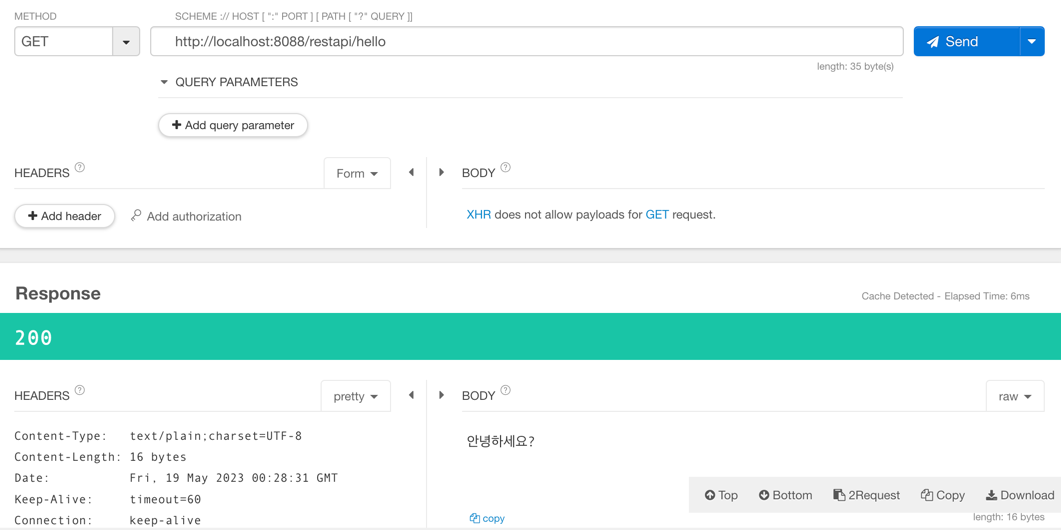 METHOD SCHEME :// HOST [ ":" PORT ] [ PATH [ "?" QUERY ]]
GET http://localhost:8088/restapi/hello Send
length: 35 byte(s)
QUERY PARAMETERS
Add query parameter
HEADERS Form BODY
Add header Add authorization XHR does not allow payloads for GET request.
Response Cache Detected - Elapsed Time: 6ms
200
HEADERS pretty BODY raw
Content-Type: text/plain;charset=UTF-8
Content-Length: 16 bytes
Date: Fri, 19 May 2023 00:28:31 GMT
Keep-Alive: timeout=60
Connection: keep-alive
안녕하세요?
Top Bottom 2Request Copy Download
copy length: 16 bytes